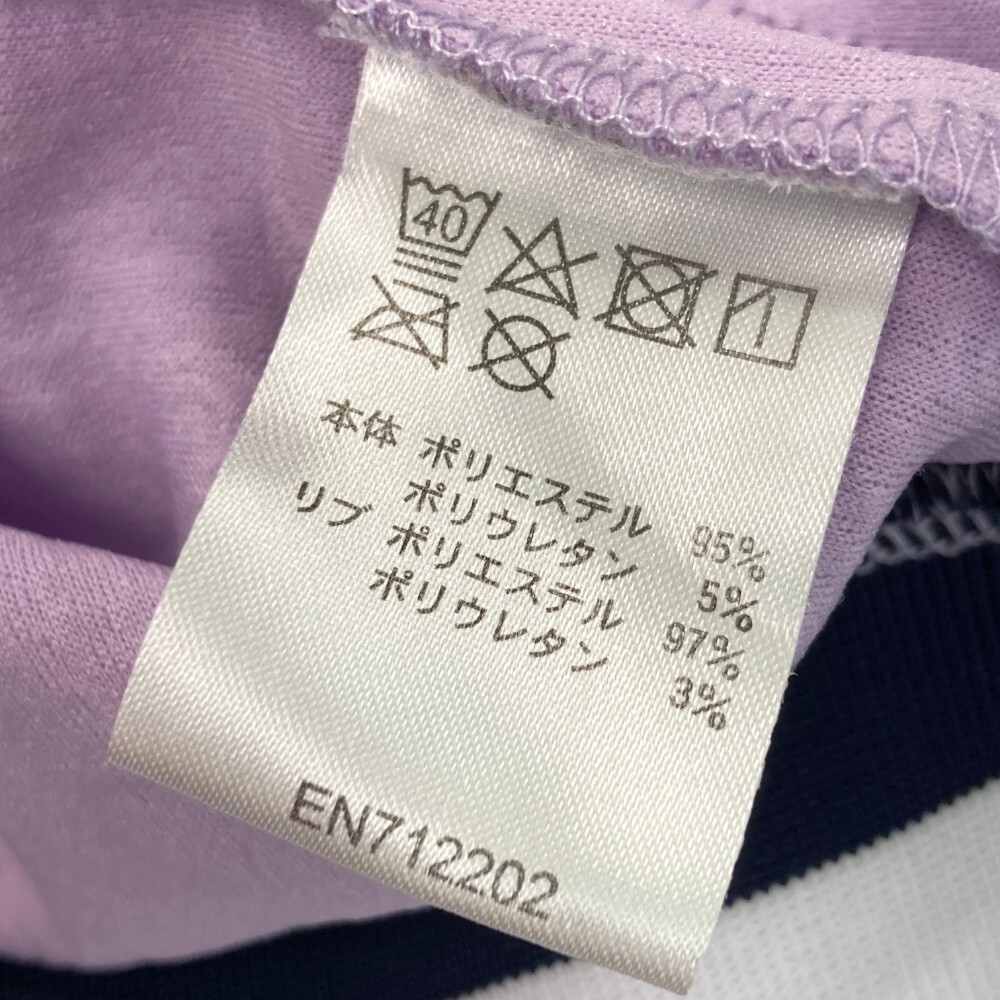 40
本体 ポリエステル 95%
ポリウレタン 5%
リブ ポリエステル 97%
ポリウレタン 3%
EN712202